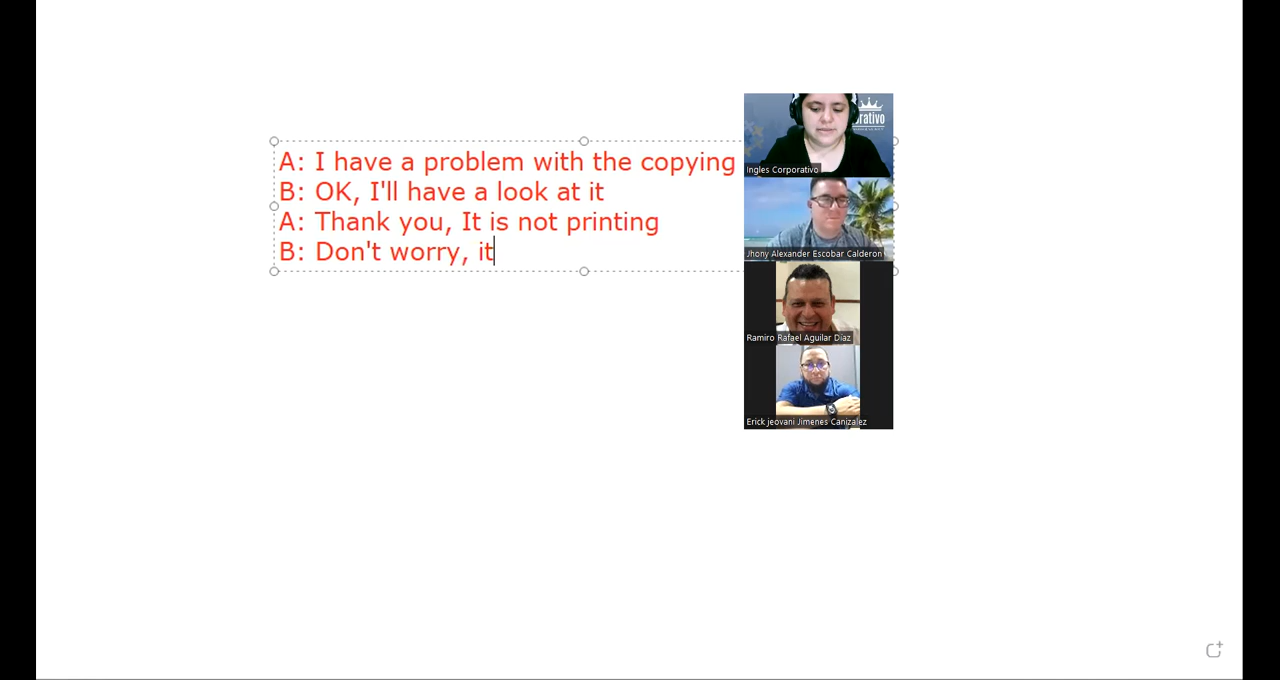 A: I have a problem with the copying
B: OK, I'll have a look at it
A: Thank you, It is not printing
B: Don't worry, it
orativo
Ingles Corporativo
Jhony Alexander Escobar Calderon
Ramiro Rafael Aguilar Diaz
Erick jeovani Jimenes Canizalez